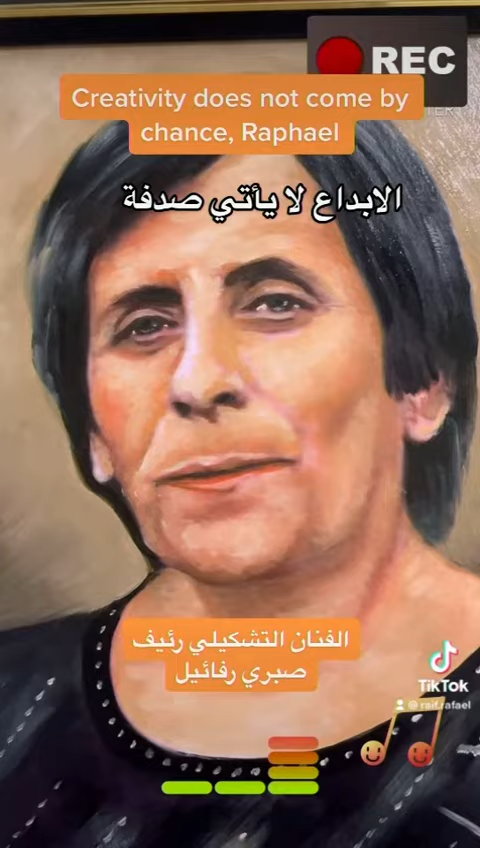 REC
Creativity does not come by
chance, Raphael
الابداع لا يأتي صدفة
الفنان التشكيلي رئيف
صبري رفائيل
TikTok
@raif.rafael